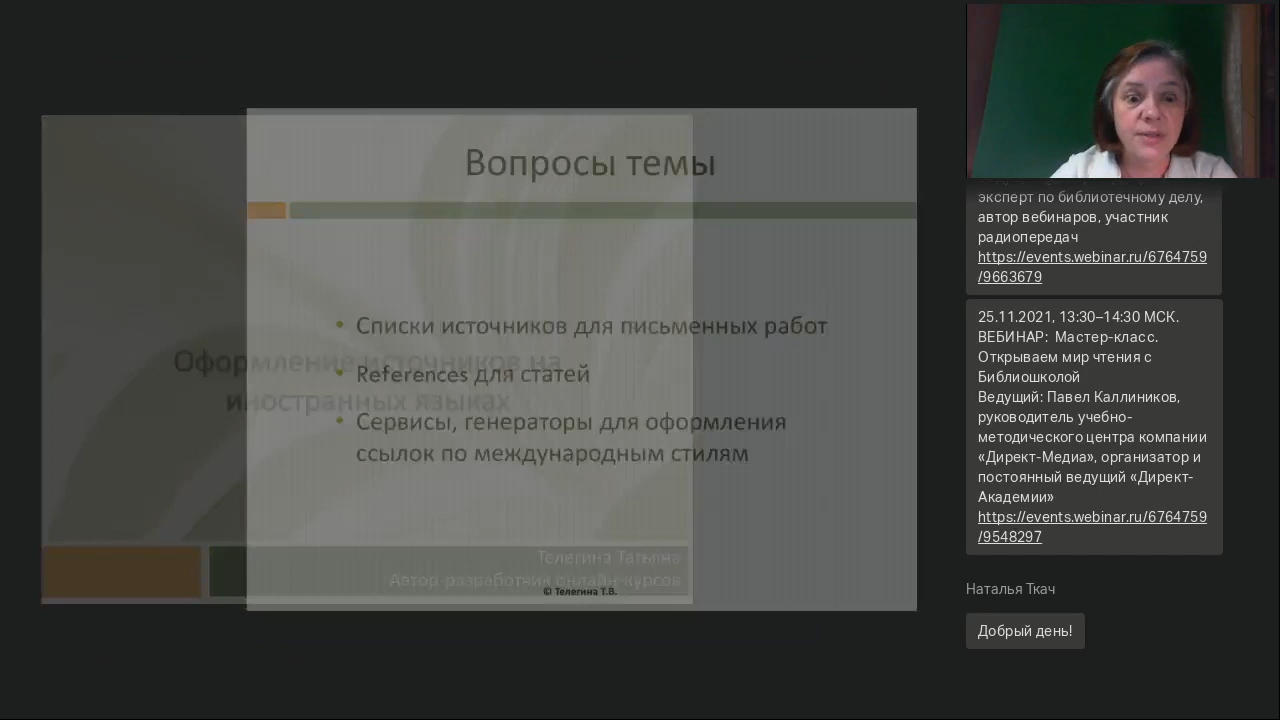 Вопросы темы
• Списки источников для письменных работ
• References для статей
• Сервисы, генераторы для оформления
ссылок по международным стилям
© Телегина Т.В.
Оформление источников на
иностранных языках
Телегина Татьяна
Автор-разработчик онлайн-курсов
эксперт по библиотечному делу,
автор вебинаров, участник
радиопередач
https://events.webinar.ru/6764759
/9663679
25.11.2021, 13:30–14:30 МСК.
ВЕБИНАР: Мастер-класс.
Открываем мир чтения с
Библиошколой
Ведущий: Павел Каллиников,
руководитель учебно-
методического центра компании
«Директ-Медиа», организатор и
постоянный ведущий «Директ-
Академии»
https://events.webinar.ru/6764759
/9548297
Наталья Ткач
Добрый день!